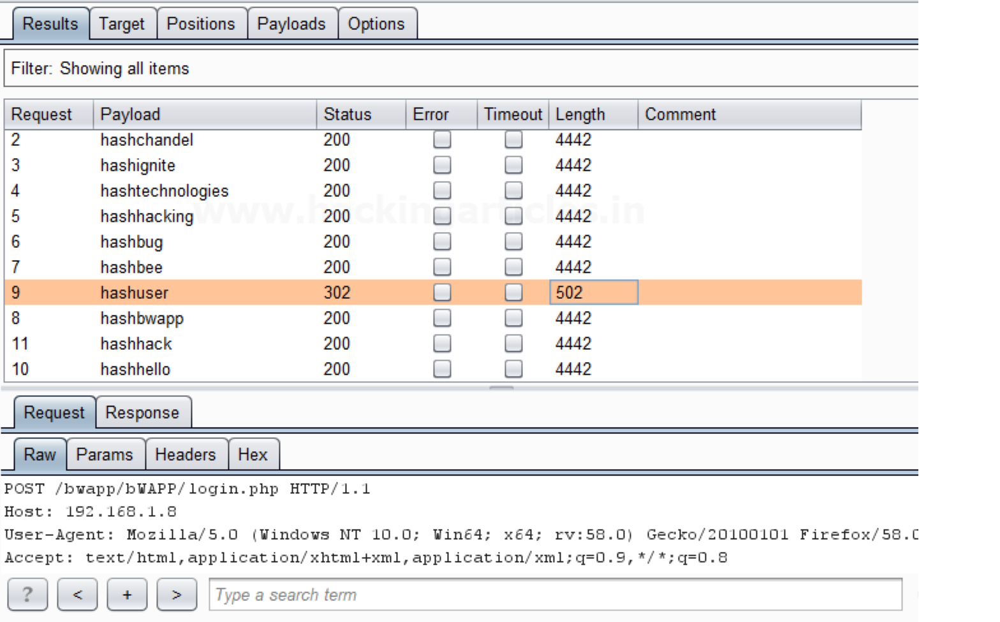 Results Target Positions Payloads Options
Filter: Showing all items
Request Payload Status Error Timeout Length Comment
2 hashchandel 200 4442
3 hashignite 200 4442
4 hashtechnologies 200 4442
www.hackingarticles.in
5 hashhacking 200 4442
6 hashbug 200 4442
7 hashbee 200 4442
9 hashuser 302 502
8 hashbwapp 200 4442
11 hashhack 200 4442
10 hashhello 200 4442
Request Response
Raw Params Headers Hex
POST /bwapp/bWAPP/login.php HTTP/1.1
Host: 192.168.1.8
User-Agent: Mozilla/5.0 (Windows NT 10.0; Win64; x64; rv:58.0) Gecko/20100101 Firefox/58.0
Accept: text/html,application/xhtml+xml,application/xml;q=0.9,*/*;q=0.8
? < + > Type a search term